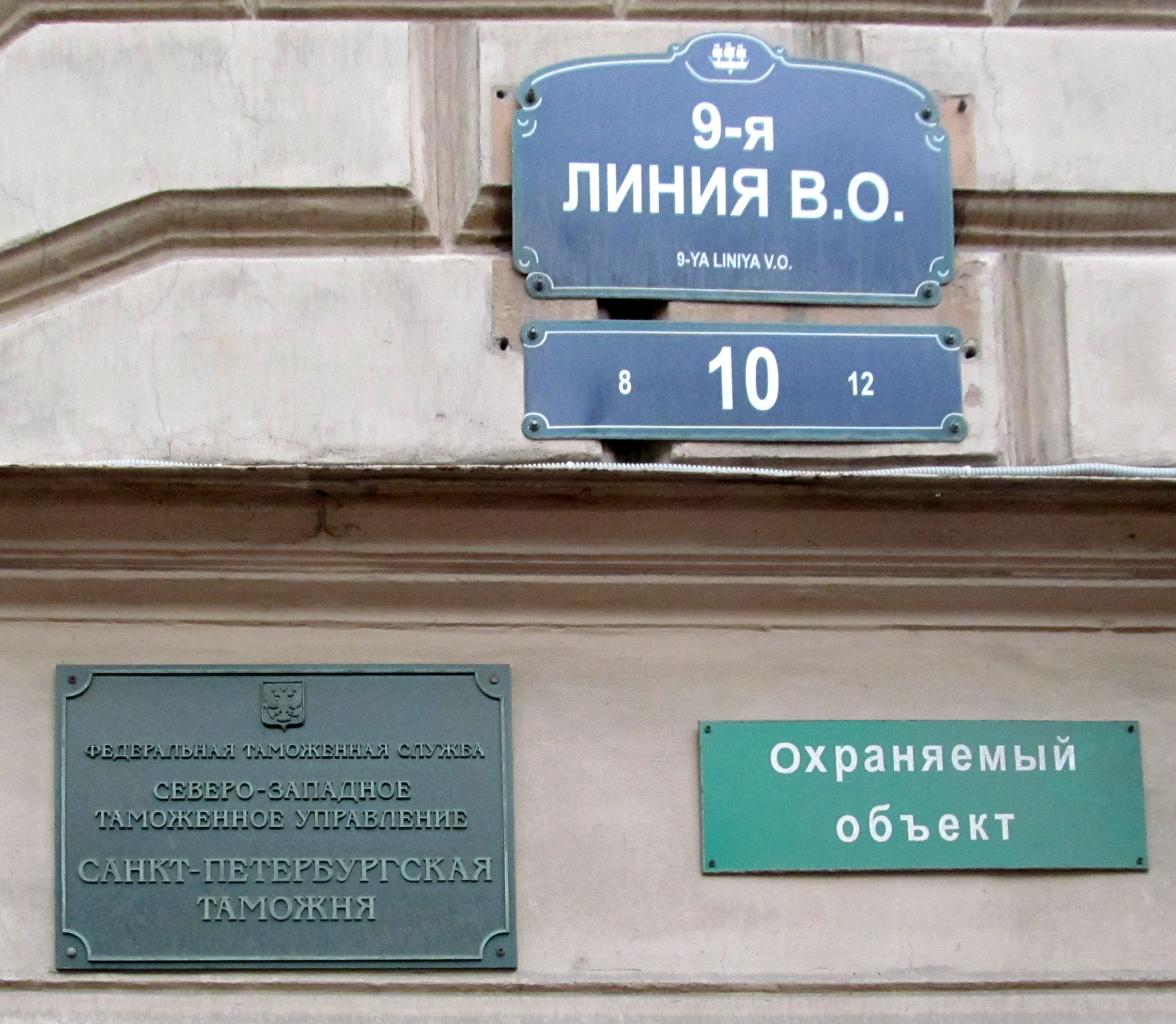 9-я
ЛИНИЯ В.О.
9-YA LINIYA V.O.
8 10 12
ФЕДЕРАЛЬНАЯ ТАМОЖЕННАЯ СЛУЖБА
СЕВЕРО-ЗАПАДНОЕ
ТАМОЖЕННОЕ УПРАВЛЕНИЕ
САНКТ-ПЕТЕРБУРГСКАЯ
ТАМОЖНЯ
Охраняемый
объект